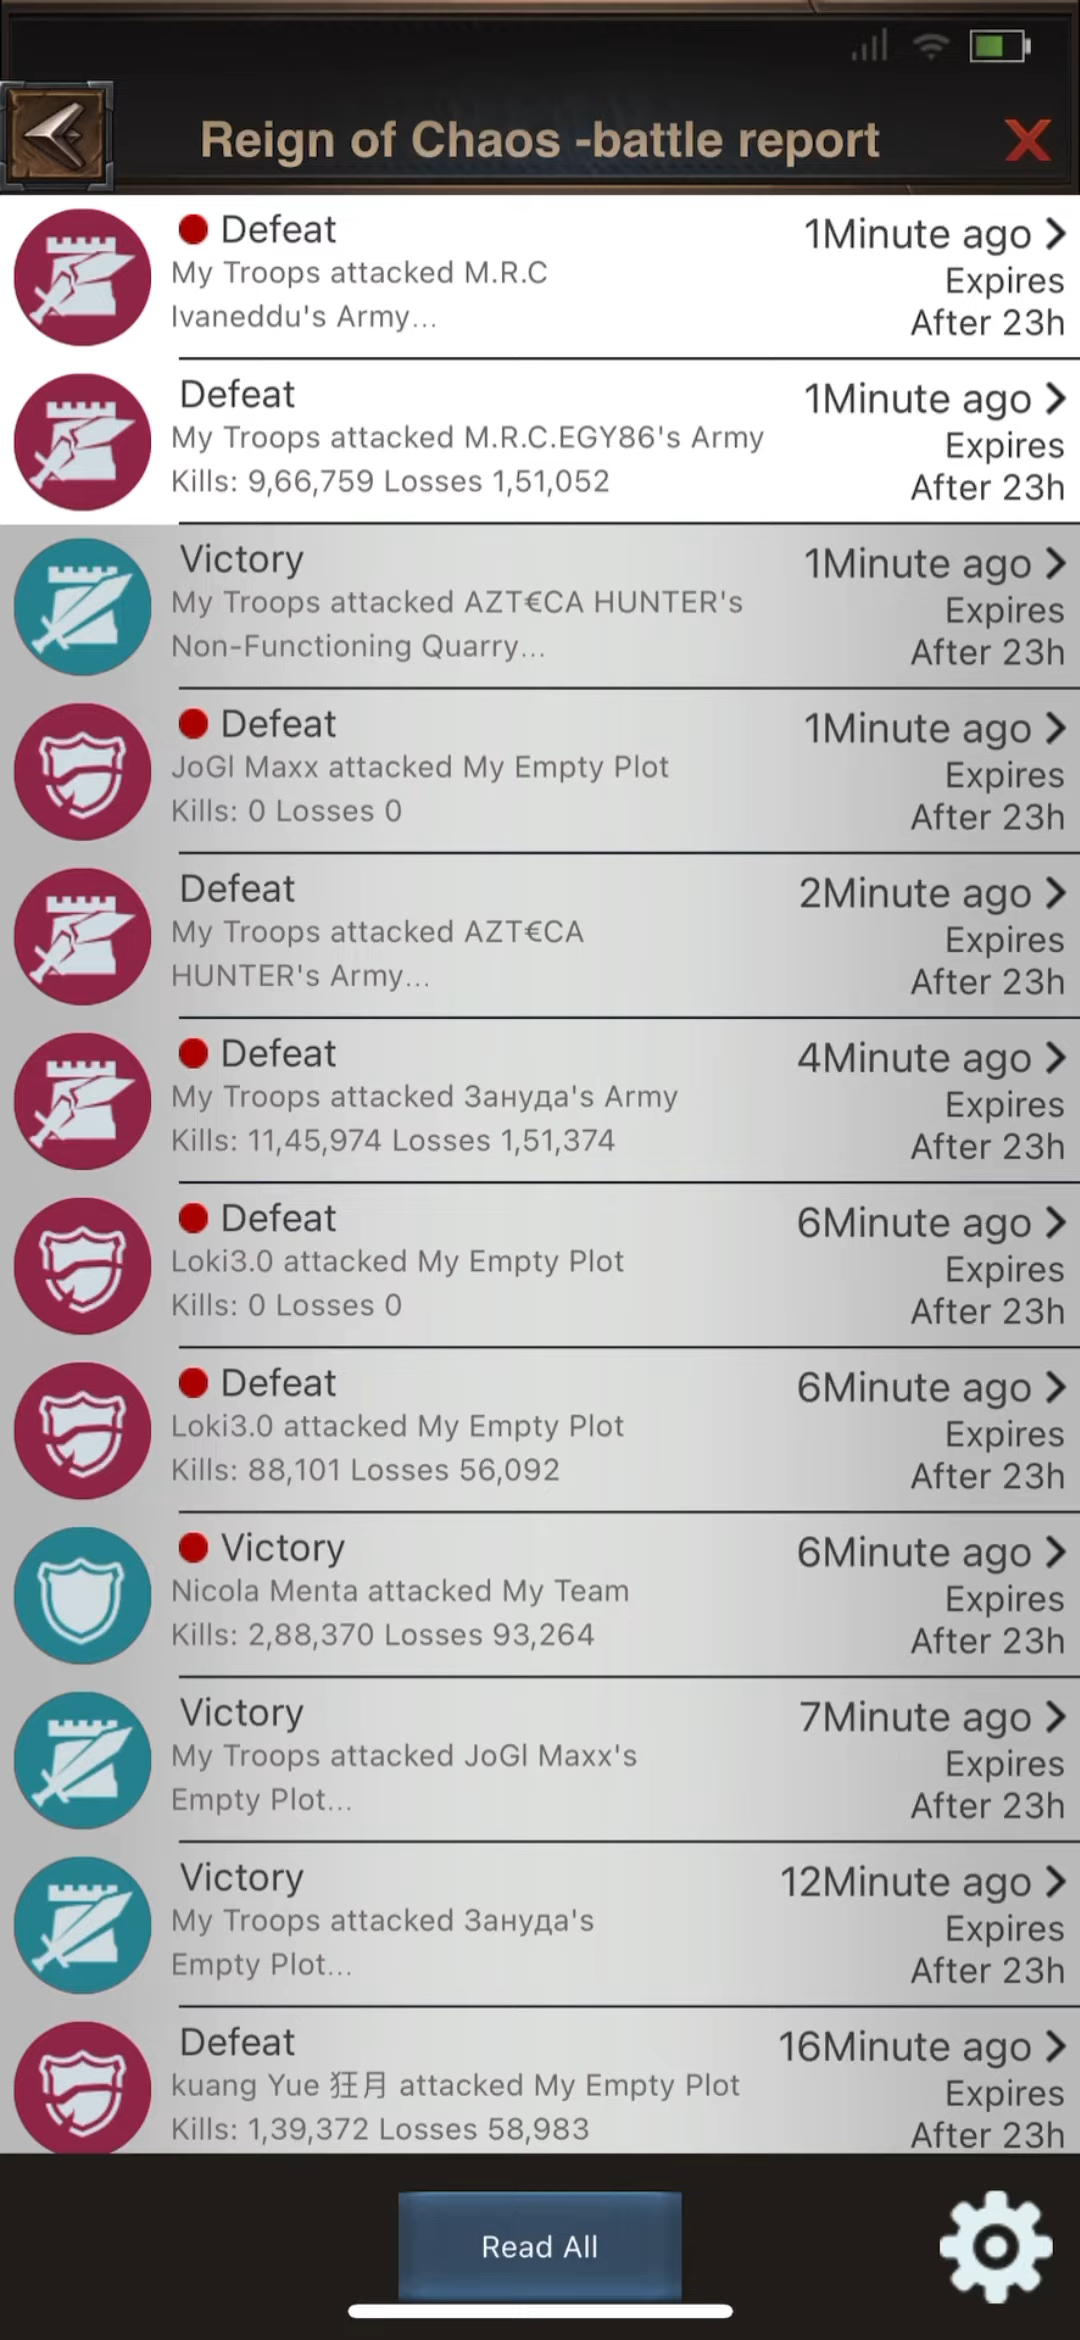 Reign of Chaos -battle report
Defeat
1Minute ago
My Troops attacked M.R.C
Ivaneddu's Army...
Expires
After 23h
Defeat
1Minute ago
My Troops attacked M.R.C.EGY86's Army
Kills: 9,66,759 Losses 1,51,052
Expires
After 23h
Victory
1Minute ago
My Troops attacked AZT€CA HUNTER's
Non-Functioning Quarry...
Expires
After 23h
Defeat
1Minute ago
JoGl Maxx attacked My Empty Plot
Kills: 0 Losses 0
Expires
After 23h
Defeat
2Minute ago
My Troops attacked AZT€CA
HUNTER's Army...
Expires
After 23h
Defeat
4Minute ago
My Troops attacked Зануда's Army
Kills: 11,45,974 Losses 1,51,374
Expires
After 23h
Defeat
6Minute ago
Loki3.0 attacked My Empty Plot
Kills: 0 Losses 0
Expires
After 23h
Defeat
6Minute ago
Loki3.0 attacked My Empty Plot
Kills: 88,101 Losses 56,092
Expires
After 23h
Victory
6Minute ago
Nicola Menta attacked My Team
Kills: 2,88,370 Losses 93,264
Expires
After 23h
Victory
7Minute ago
My Troops attacked JoGl Maxx's
Empty Plot...
Expires
After 23h
Victory
12Minute ago
My Troops attacked Зануда's
Empty Plot...
Expires
After 23h
Defeat
16Minute ago
kuang Yue 狂月 attacked My Empty Plot
Kills: 1,39,372 Losses 58,983
Expires
After 23h
Read All